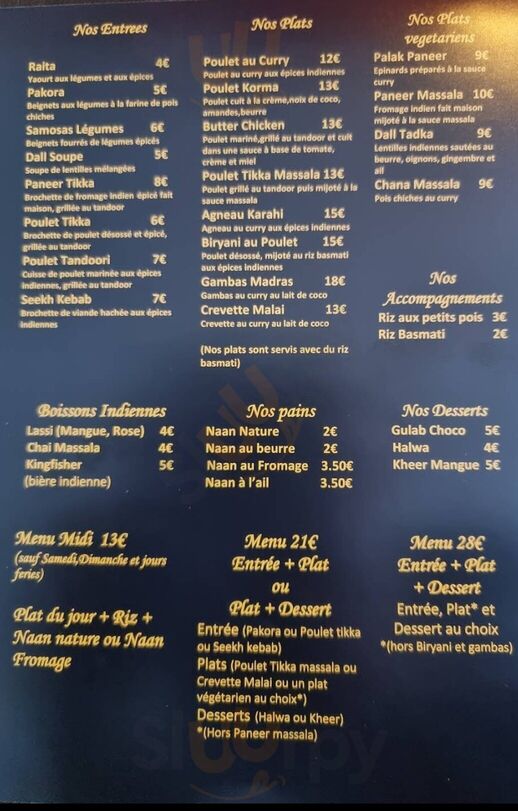 Nos Entrees
Raita 4€
Yaourt aux légumes et aux épices
Pakora 5€
Beignets aux légumes à la farine de pois
chiches
Samosas Légumes 6€
Beignets fourrés de légumes épicés
Dall Soupe 5€
Soupe de lentilles mélangées
Paneer Tikka 8€
Brochette de fromage indien épicé fait
maison, grillée au tandoor
Poulet Tikka 6€
Brochette de poulet désossé et épicé,
grillée au tandoor
Poulet Tandoori 7€
Cuisse de poulet marinée aux épices
indiennes, grillée au tandoor
Seekh Kebab 7€
Brochette de viande hachée aux épices
indiennes
Nos Plats
Poulet au Curry 12€
Poulet au curry aux épices indiennes
Poulet Korma 13€
Poulet cuit à la crème,noix de coco,
amandes,beurre
Butter Chicken 13€
Poulet mariné,grillé au tandoor et cuit
dans une sauce à base de tomate,
crème et miel
Poulet Tikka Massala 13€
Poulet grillé au tandoor puis mijoté à la
sauce massala
Agneau Karahi 15€
Agneau au curry aux épices indiennes
Biryani au Poulet 15€
Poulet désossé, mijoté au riz basmati
aux épices indiennes
Gambas Madras 18€
Gambas au curry au lait de coco
Crevette Malai 13€
Crevette au curry au lait de coco
(Nos plats sont servis avec du riz
basmati)
Nos Plats
vegetariens
Palak Paneer 9€
Epinards préparés à la sauce
curry
Paneer Massala 10€
Fromage indien fait maison
mijoté à la sauce massala
Dall Tadka 9€
Lentilles indiennes sautées au
beurre, oignons, gingembre et
ail
Chana Massala 9€
Pois chiches au curry
Nos
Accompagnements
Riz aux petits pois 3€
Riz Basmati 2€
Boissons Indiennes
Lassi (Mangue, Rose) 4€
Chai Massala 4€
Kingfisher 5€
(bière indienne)
Nos pains
Naan Nature 2€
Naan au beurre 2€
Naan au Fromage 3.50€
Naan à l'ail 3.50€
Nos Desserts
Gulab Choco 5€
Halwa 4€
Kheer Mangue 5€
Menu Midi 13€
(sauf Samedi,Dimanche et jours
feries)
Plat du jour + Riz +
Naan nature ou Naan
Fromage
Menu 21€
Entrée + Plat
ou
Plat + Dessert
Entrée (Pakora ou Poulet tikka
ou Seekh kebab)
Plats (Poulet Tikka massala ou
Crevette Malai ou un plat
végétarien au choix*)
Desserts (Halwa ou Kheer)
*(Hors Paneer massala)
Menu 28€
Entrée + Plat
+ Dessert
Entrée, Plat* et
Dessert au choix
*(hors Biryani et gambas)
Sluurpy